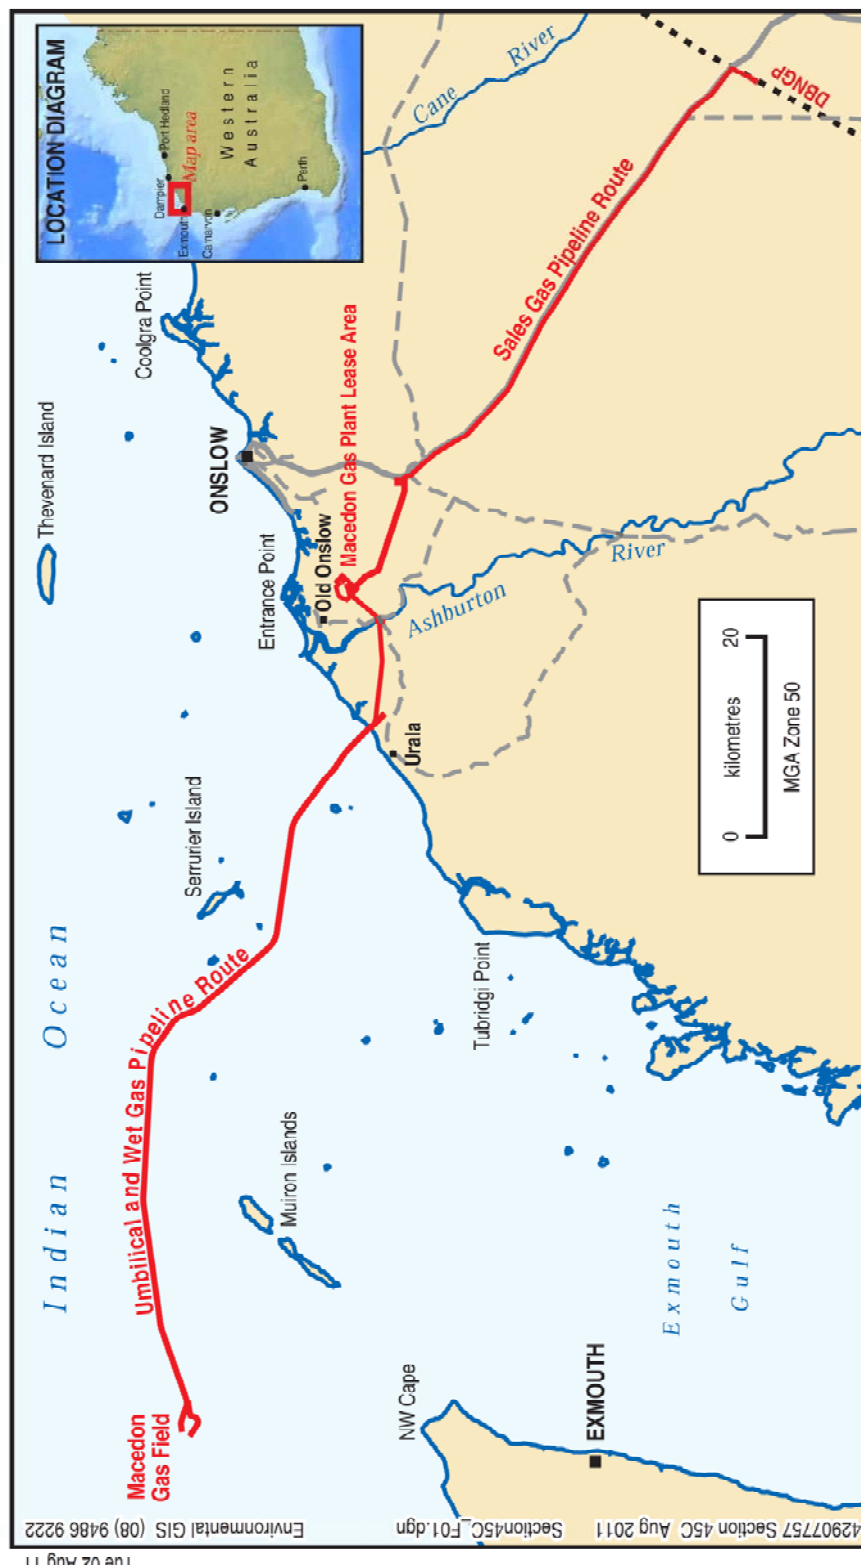 LOCATION DIAGRAM
Port Hedland
Dampier
Map area
Exmouth
Carnarvon
Western
Australia
Perth
Cane
River
DBNGP
Sales Gas Pipeline Route
Coolgra Point
Thevenard Island
ONSLOW
Macedon Gas Plant Lease Area
Entrance Point
Old Onslow
Ashburton
River
Urala
Serrurier Island
Indian Ocean
Umbilical and Wet Gas Pipeline Route
Tubridgi Point
Muiron Islands
Exmouth
Gulf
Macedon
Gas Field
NW Cape
EXMOUTH
0 20
kilometres
MGA Zone 50
42907757 Section 45C Aug 2011
Section45C_F01.dgn
Environmental GIS (08) 9486 9222
Tue 02 Aug 11